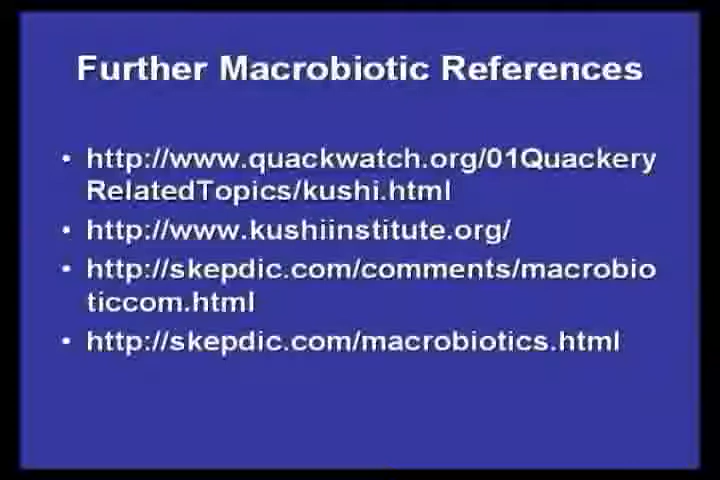 Further Macrobiotic References
• http://www.quackwatch.org/01Quackery
RelatedTopics/kushi.html
• http://www.kushiinstitute.org/
• http://skepdic.com/comments/macrobio
ticcom.html
• http://skepdic.com/macrobiotics.html